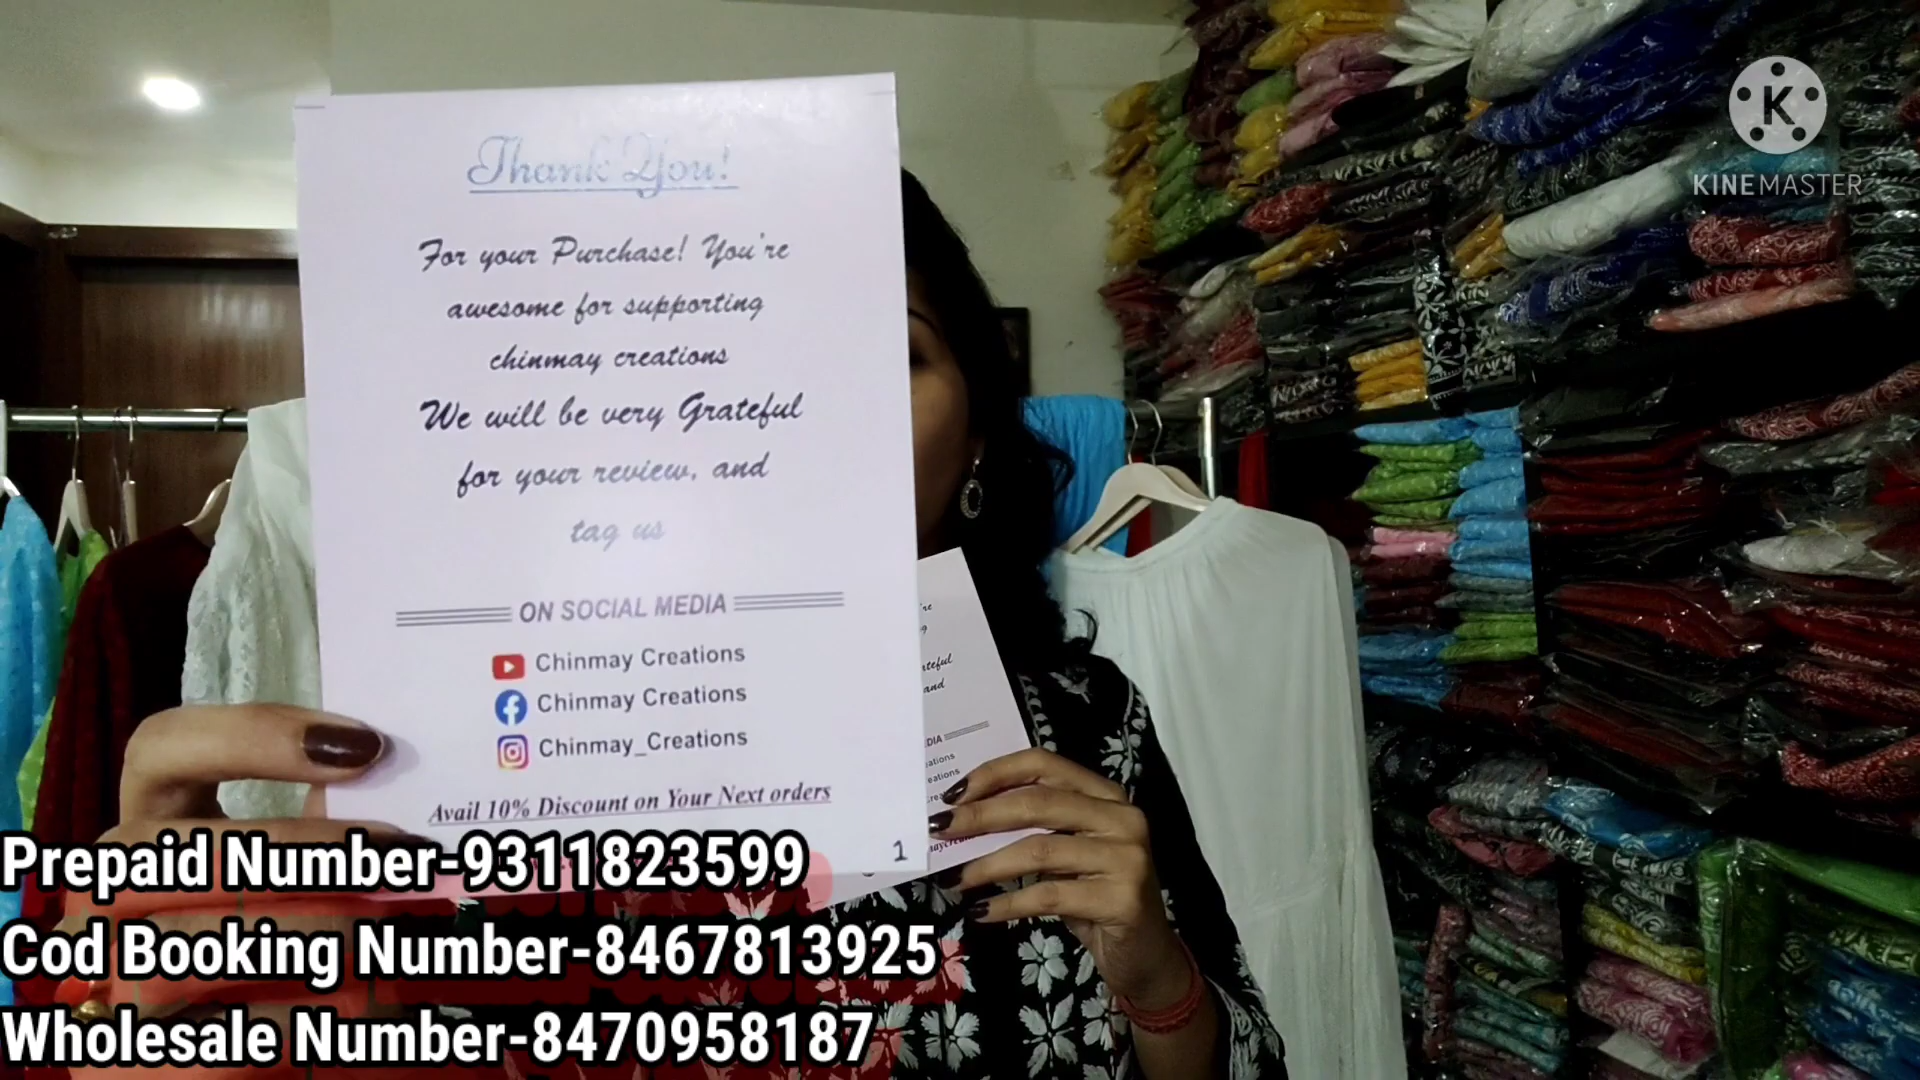 Thank You!
For your Purchase! You're
awesome for supporting
chinmay creations
We will be very Grateful
for your review, and
tag us
ON SOCIAL MEDIA
Chinmay Creations
Chinmay Creations
Chinmay_Creations
Avail 10% Discount on Your Next orders
1
and
K
KINEMASTER
Prepaid Number-9311823599
Cod Booking Number-8467813925
Wholesale Number-8470958187